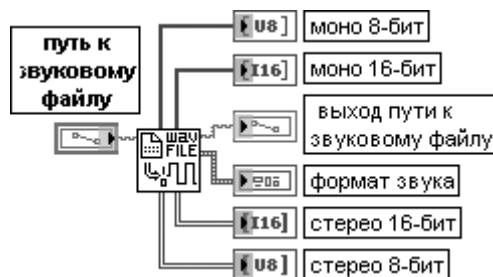 путь к
звуковому
файлу
U8
моно 8-бит
I16
моно 16-бит
wav
FILE
выход пути к
звуковому файлу
формат звука
I16
стерео 16-бит
U8
стерео 8-бит